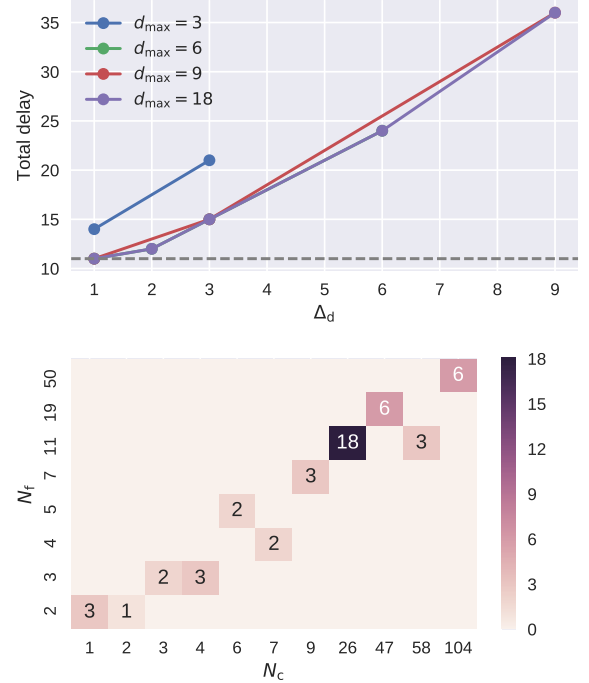 35
30
25
20
15
10
Total delay
d_max = 3
d_max = 6
d_max = 9
d_max = 18
1 2 3 4 5 6 7 8 9
Δ_d
50
19
11
7
5
4
3
2
N_f
6
6
18 3
3
2
2
2 3
3 1
1 2 3 4 6 7 9 26 47 58 104
N_c
18
15
12
9
6
3
0